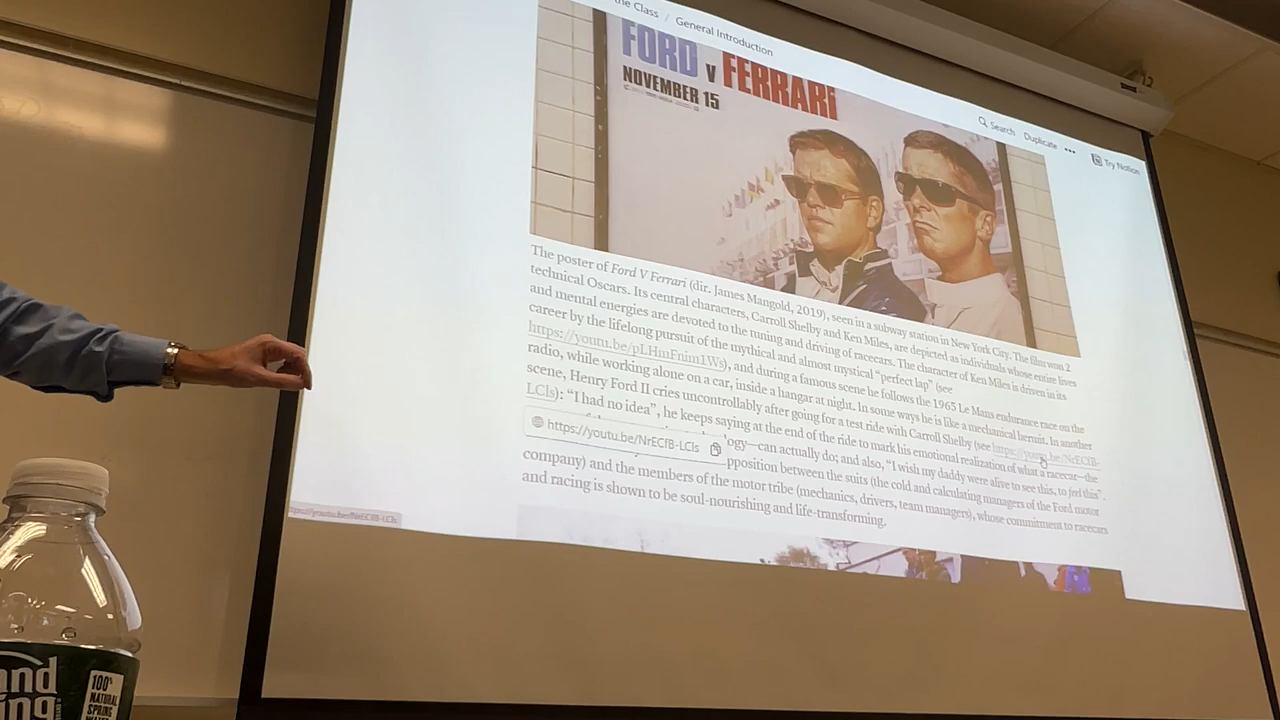 the Class / General Introduction
Search Duplicate ••• Try Notion
FORD V FERRARI
NOVEMBER 15
The poster of Ford V Ferrari (dir. James Mangold, 2019), seen in a subway station in New York City. The film won 2
technical Oscars. Its central characters, Carroll Shelby and Ken Miles, are depicted as individuals whose entire lives
and mental energies are devoted to the tuning and driving of racecars. The character of Ken Miles is driven in its
career by the lifelong pursuit of the mythical and almost mystical “perfect lap” (see
https://youtu.be/pLHmFnim1Ws), and during a famous scene he follows the 1965 Le Mans endurance race on the
radio, while working alone on a car, inside a hangar at night. In some ways he is like a mechanical hermit. In another
scene, Henry Ford II cries uncontrollably after going for a test ride with Carroll Shelby (see https://youtu.be/NrECfB-
LCls): “I had no idea”, he keeps saying at the end of the ride to mark his emotional realization of what a racecar—the
ology—can actually do; and also, “I wish my daddy were alive to see this, to feel this”.
https://youtu.be/NrECfB-LCls
pposition between the suits (the cold and calculating managers of the Ford motor
company) and the members of the motor tribe (mechanics, drivers, team managers), whose commitment to racecars
and racing is shown to be soul-nourishing and life-transforming.
https://youtu.be/NrECfB-LCls
100%
NATURAL
SPRING
WATER